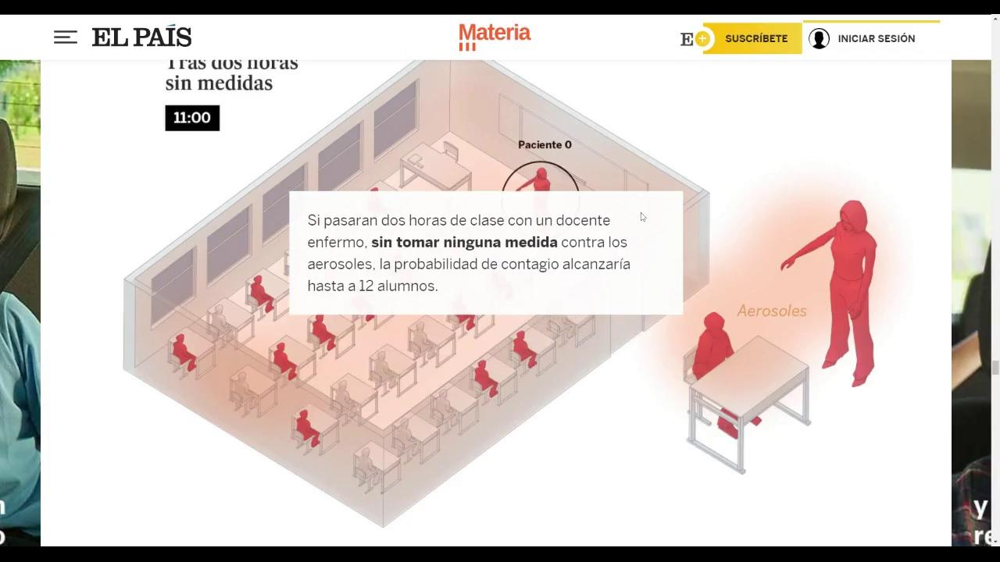 EL PAÍS
Materia
E+
SUSCRÍBETE
INICIAR SESIÓN
Tras dos horas
sin medidas
11:00
Paciente 0
Si pasaran dos horas de clase con un docente
enfermo, sin tomar ninguna medida contra los
aerosoles, la probabilidad de contagio alcanzaría
hasta a 12 alumnos.
Aerosoles
y